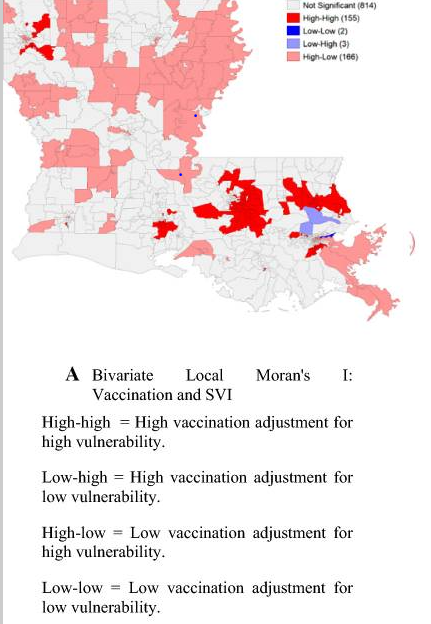 Not Significant (814)
High-High (155)
Low-Low (2)
Low-High (3)
High-Low (166)
A Bivariate Local Moran's I:
Vaccination and SVI
High-high = High vaccination adjustment for
high vulnerability.
Low-high = High vaccination adjustment for
low vulnerability.
High-low = Low vaccination adjustment for
high vulnerability.
Low-low = Low vaccination adjustment for
low vulnerability.